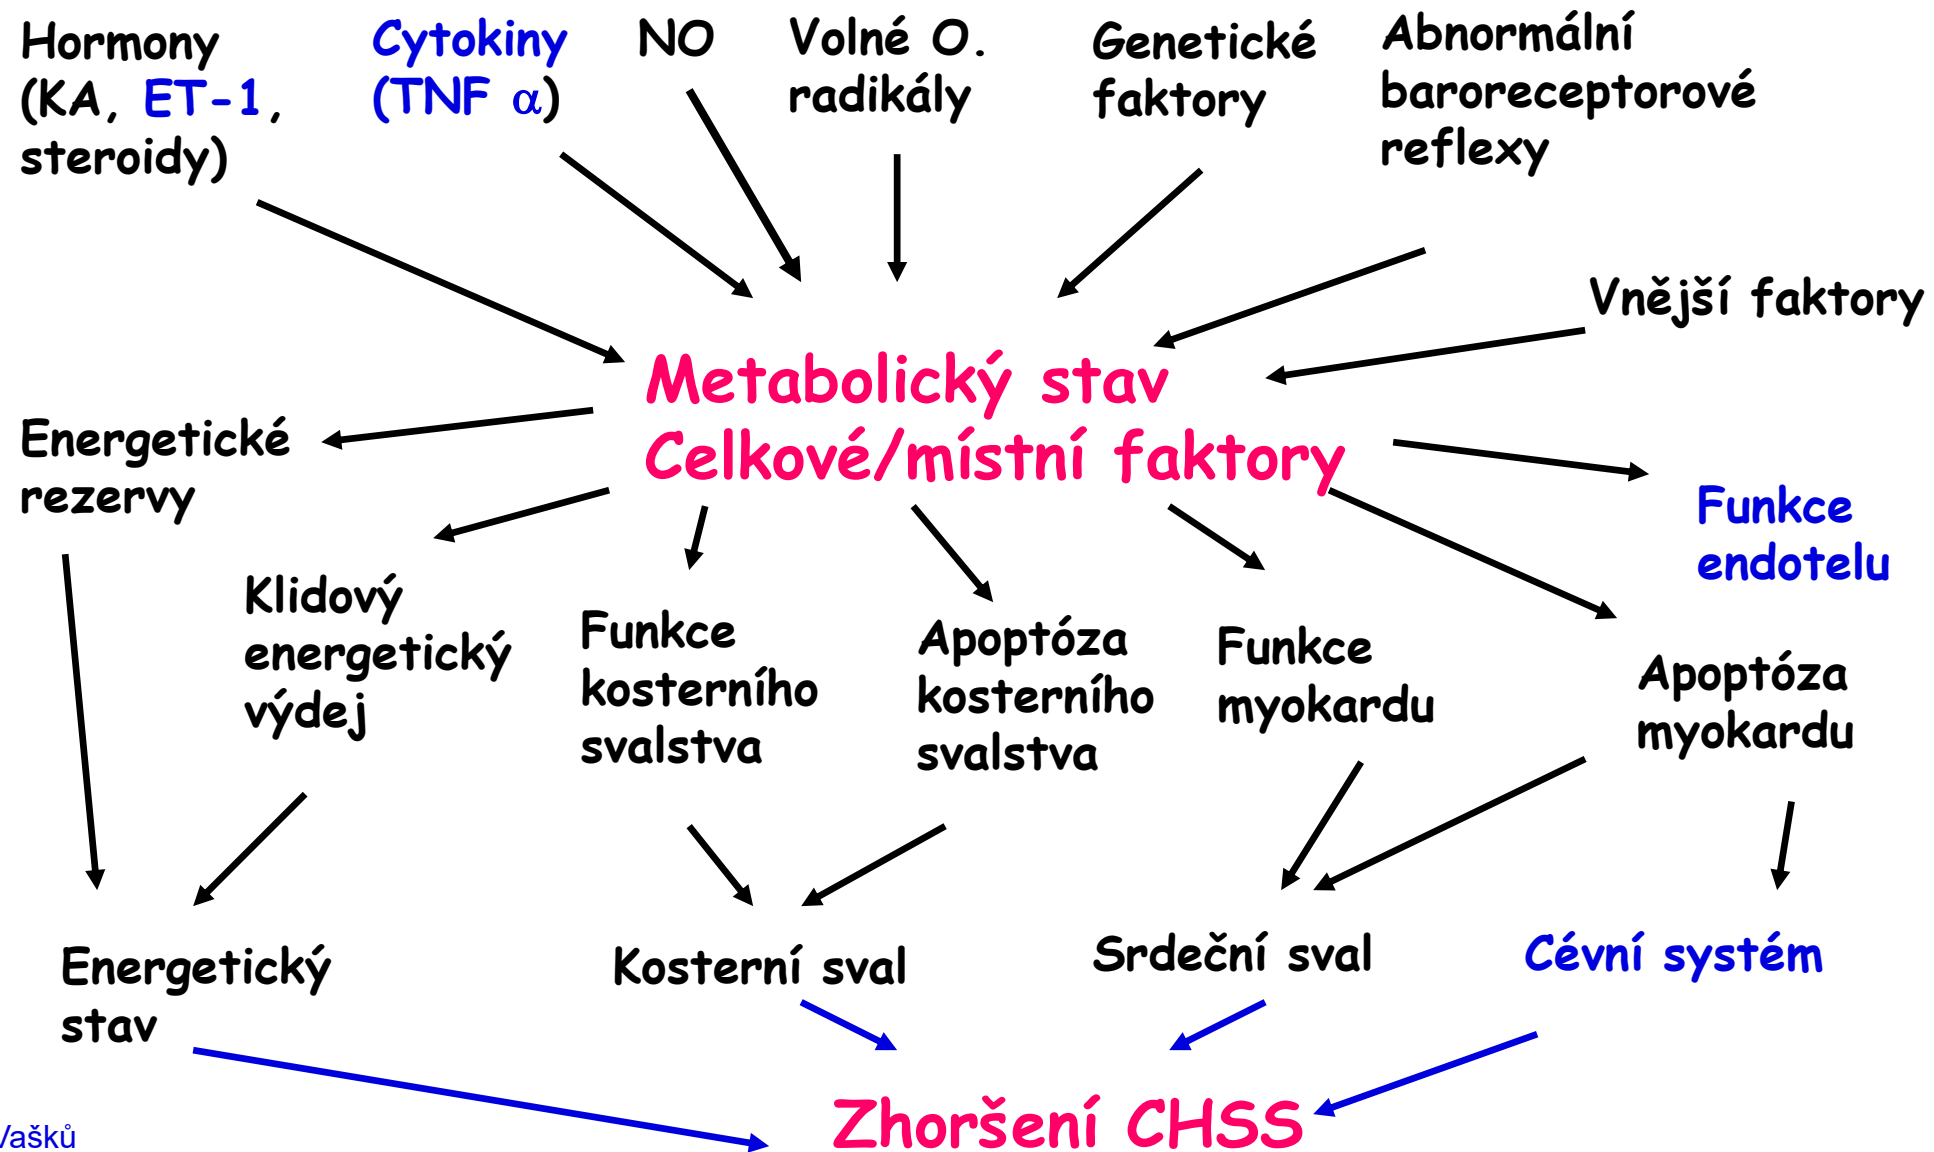 Hormony
(KA, ET-1,
steroidy)
Cytokiny
(TNF α)
NO
Volné O.
radikály
Genetické
faktory
Abnormální
baroreceptorové
reflexy
Vnější faktory
Metabolický stav
Celkové/místní faktory
Energetické
rezervy
Funkce
endotelu
Klidový
energetický
výdej
Funkce
kosterního
svalstva
Apoptóza
kosterního
svalstva
Funkce
myokardu
Apoptóza
myokardu
Energetický
stav
Kosterní sval
Srdeční sval
Cévní systém
Zhoršení CHSS
Vašků